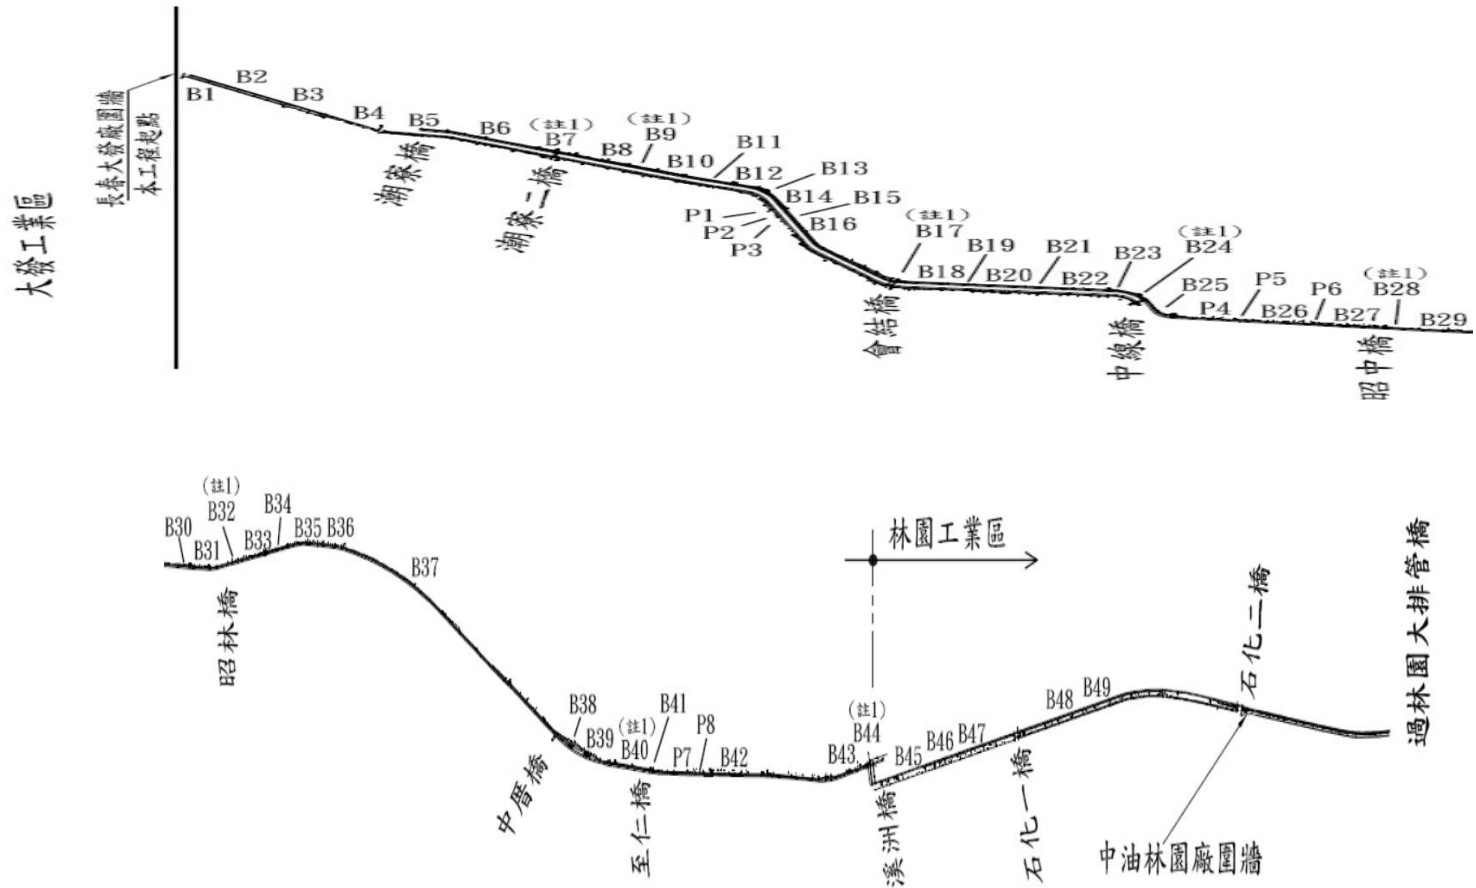 大發工業區
長春大發廠圍牆
本工程起點
B1
B2
B3
B4
B5
潮寮橋
B6
(註1)
B7
潮寮二橋
B8
(註1)
B9
B10
B11
B12
B13
B14
B15
B16
P1
P2
P3
(註1)
B17
會結橋
B18
B19
B20
B21
B22
B23
(註1)
B24
中線橋
B25
P4
P5
B26
P6
B27
(註1)
B28
昭中橋
B29
B30
B31
(註1)
B32
昭林橋
B33
B34
B35
B36
B37
中厝橋
B38
B39
(註1)
B40
至仁橋
B41
P7
P8
B42
B43
(註1)
B44
林園工業區
溪洲橋
B45
B46
B47
石化一橋
B48
B49
石化二橋
中油林園廠圍牆
過林園大排管橋